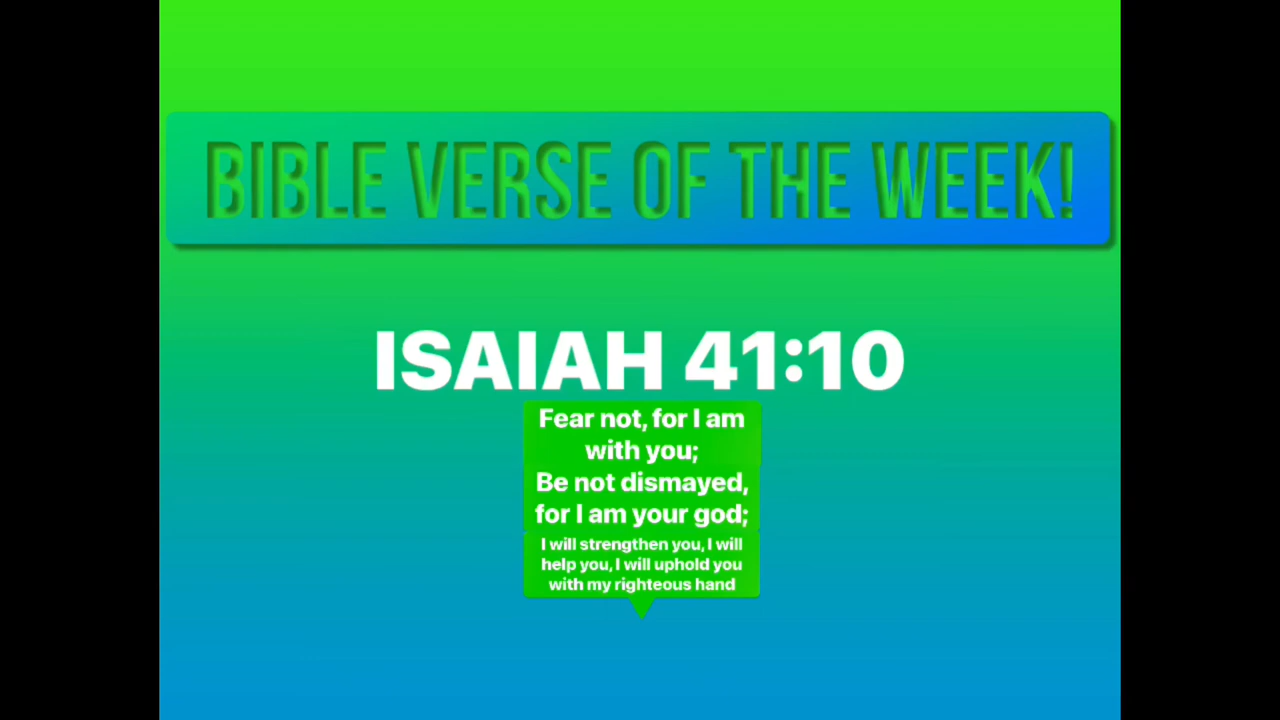 BIBLE VERSE OF THE WEEK!
ISAIAH 41:10
Fear not, for I am
with you;
Be not dismayed,
for I am your god;
I will strengthen you, I will
help you, I will uphold you
with my righteous hand